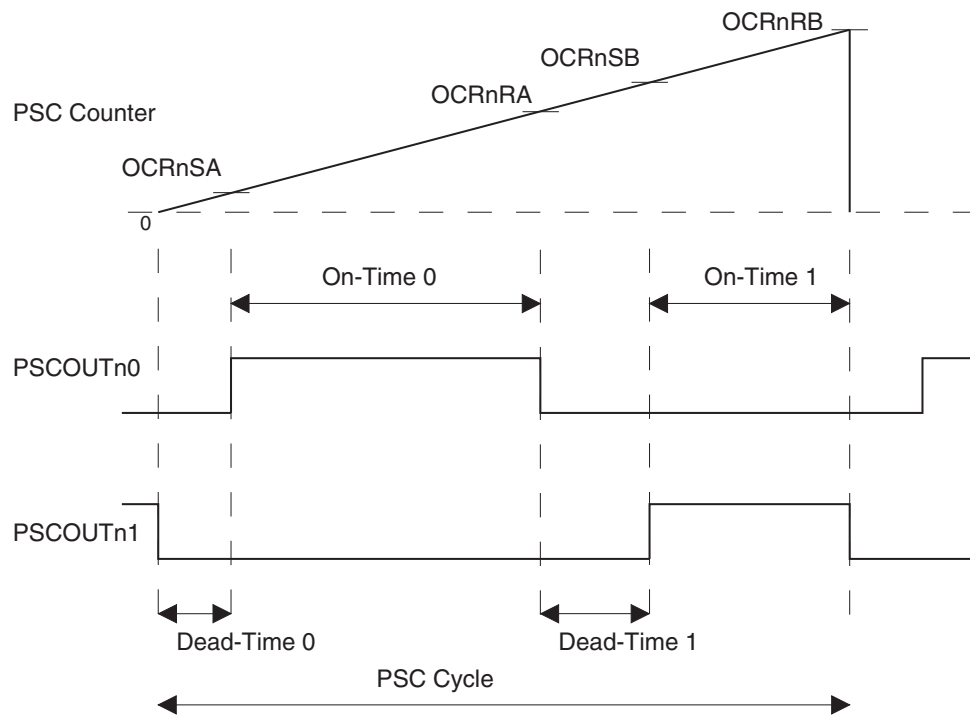 OCRnRB
OCRnSB
OCRnRA
PSC Counter
OCRnSA
0
On-Time 0
On-Time 1
PSCOUTn0
PSCOUTn1
Dead-Time 0
Dead-Time 1
PSC Cycle